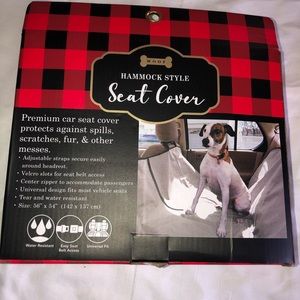 WOOF
HAMMOCK STYLE
Seat Cover
Premium car seat cover
protects against spills,
scratches, fur, & other
messes.
• Adjustable straps secure easily
around headrest.
• Velcro slots for seat belt access
• Center zipper to accommodate passengers
• Universal design fits most vehicle seats
• Tear and water resistant
• Size: 56" x 54" (142 x 137 cm)
Water Resistant
Easy Seat
Belt Access
Universal Fit